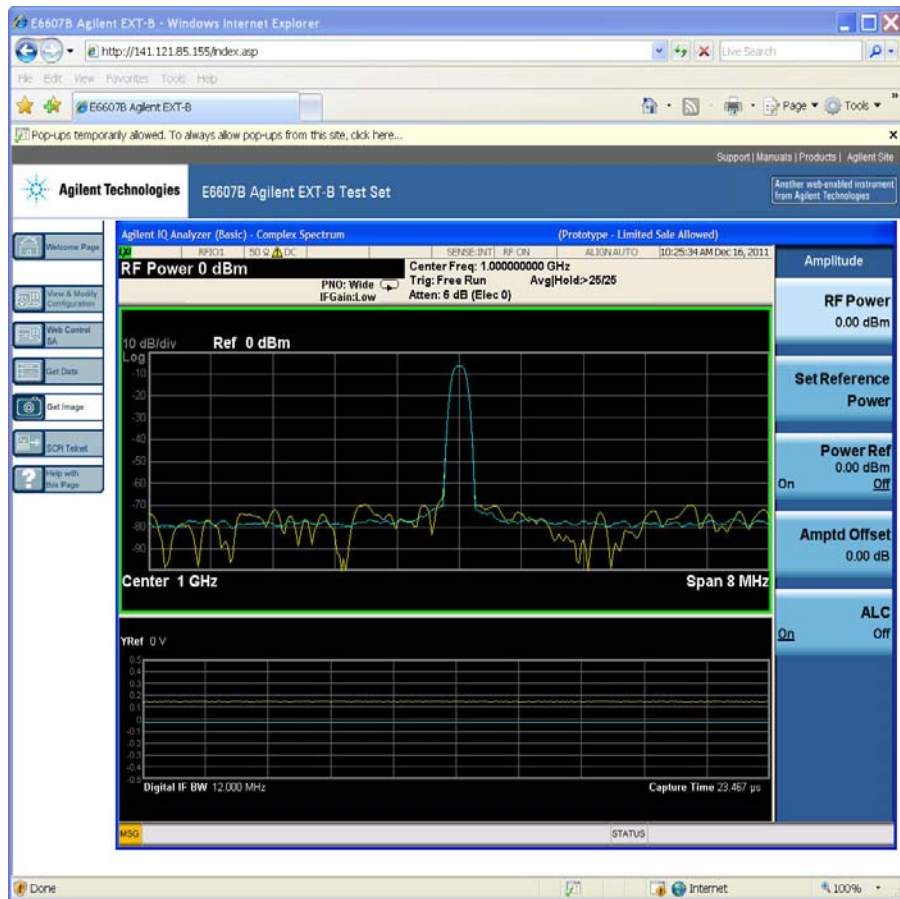 E6607B Agilent EXT-B - Windows Internet Explorer
http://141.121.85.155/index.asp
Live Search
File Edit View Favorites Tools Help
E6607B Agilent EXT-B
Page Tools
Pop-ups temporarily allowed. To always allow pop-ups from this site, click here...
Support | Manuals | Products | Agilent Site
Agilent Technologies
E6607B Agilent EXT-B Test Set
Another web-enabled instrument
from Agilent Technologies
Welcome Page
View & Modify
Configuration
Web Control
SA
Get Data
Get Image
SCPI Telnet
Help with
this Page
Agilent IQ Analyzer (Basic) - Complex Spectrum
(Prototype - Limited Sale Allowed)
RFIO1
50 Ω DC
SENSE:INT
RF ON
ALIGN AUTO
10:25:34 AM Dec 16, 2011
RF Power 0 dBm
PNO: Wide
IFGain:Low
Center Freq: 1.000000000 GHz
Trig: Free Run
Avg|Hold:>25/25
Atten: 6 dB (Elec 0)
10 dB/div
Ref 0 dBm
Log
-10
-20
-30
-40
-50
-60
-70
-80
-90
Center 1 GHz
Span 8 MHz
YRef 0 V
0.5
0.4
0.3
0.2
0.1
0
-0.1
-0.2
-0.3
-0.4
-0.5
Digital IF BW 12.000 MHz
Capture Time 23.467 µs
MSG
STATUS
Amplitude
RF Power
0.00 dBm
Set Reference
Power
Power Ref
0.00 dBm
On Off
Amptd Offset
0.00 dB
ALC
On Off
Done
Internet
100%